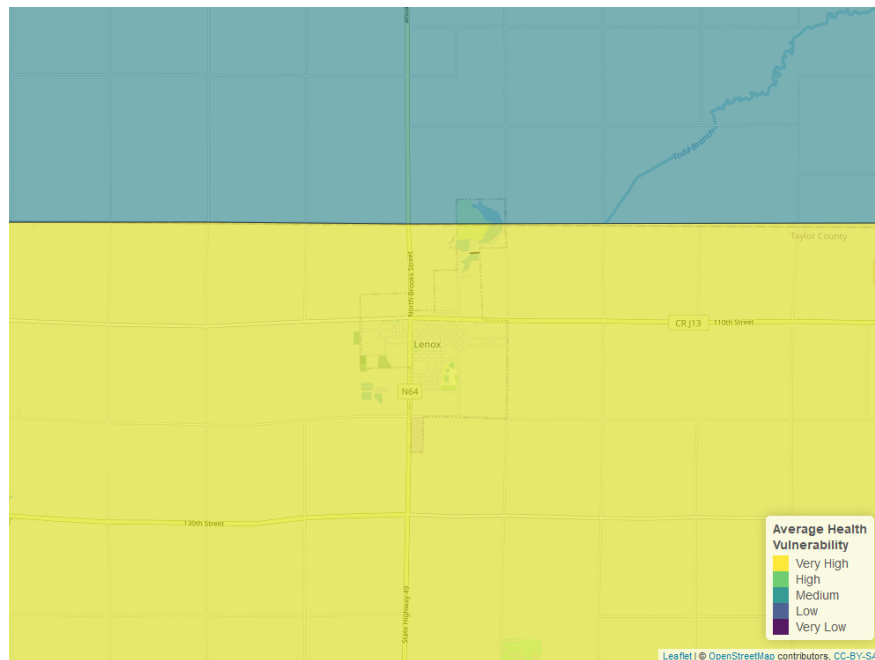 Todd Branch
Taylor County
North Brooks Street
CR J13
110th Street
Lenox
N64
130th Street
State Highway 49
Average Health
Vulnerability
Very High
High
Medium
Low
Very Low
Leaflet | © OpenStreetMap contributors, CC-BY-SA